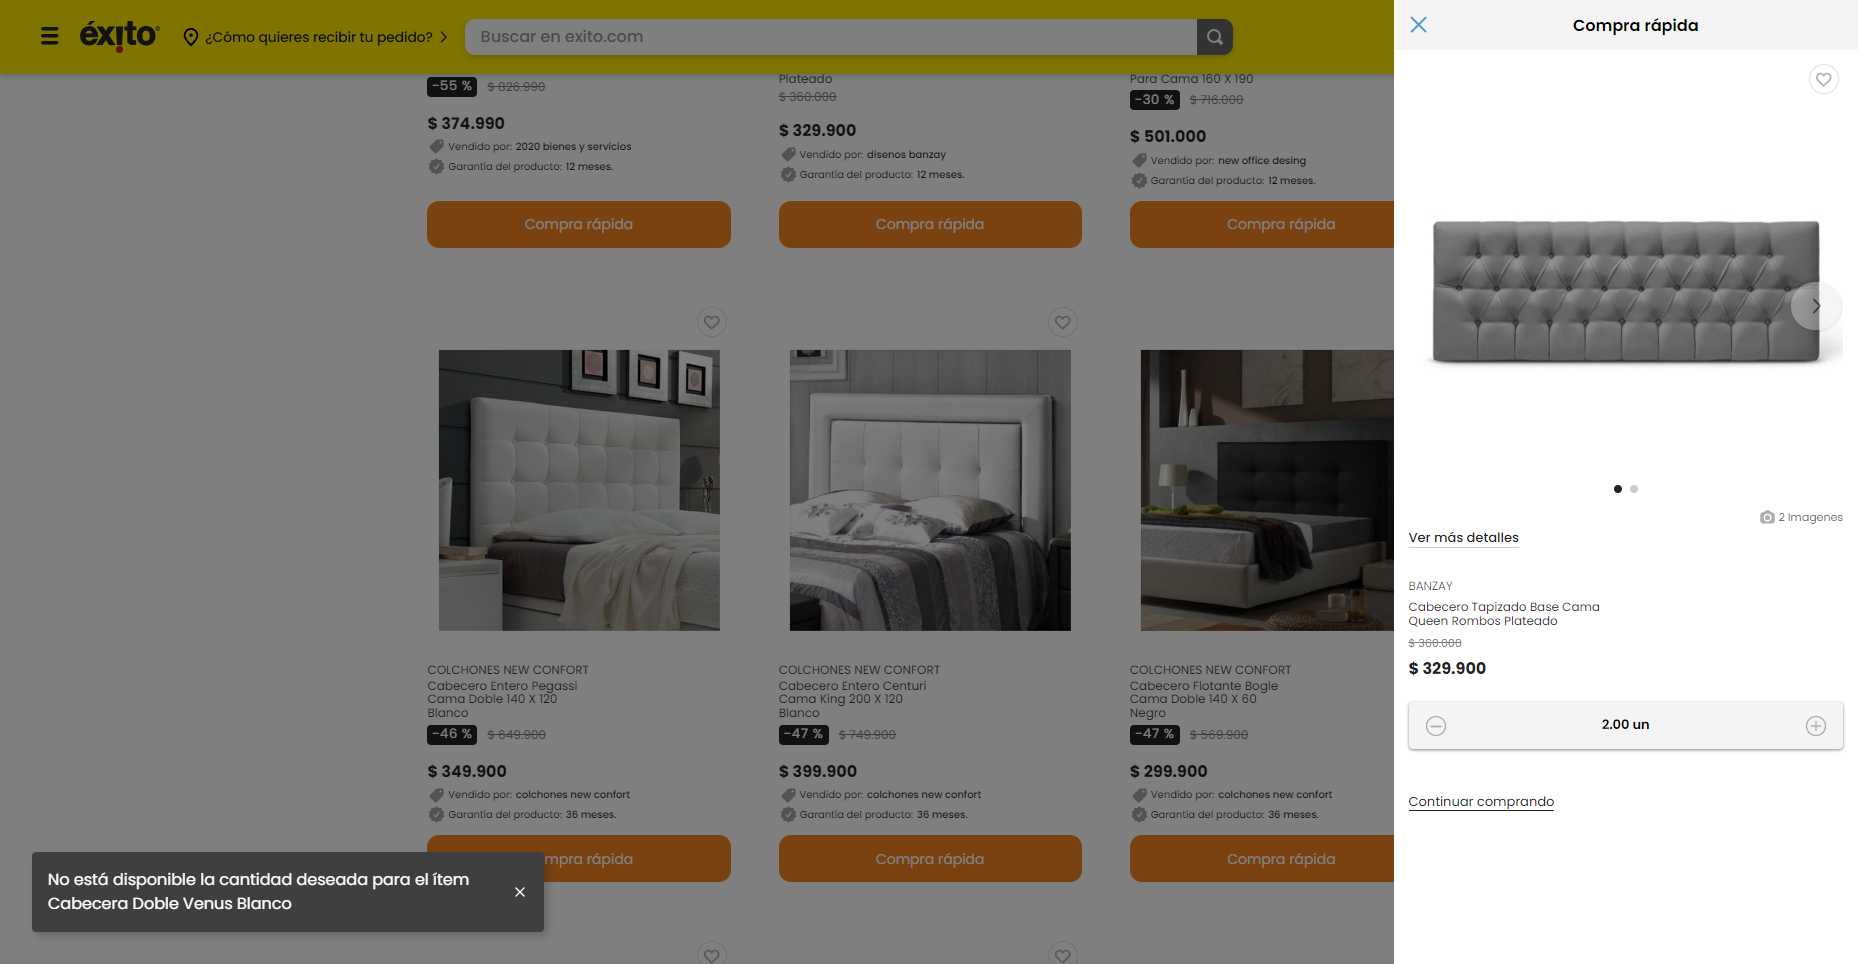 éxito
¿Cómo quieres recibir tu pedido?
Buscar en exito.com
-55 % $ 826.990
$ 374.990
Vendido por: 2020 bienes y servicios
Garantía del producto: 12 meses.
Compra rápida
Plateado
$ 360.000
$ 329.900
Vendido por: disenos banzay
Garantía del producto: 12 meses.
Compra rápida
Para Cama 160 X 190
-30 % $ 716.000
$ 501.000
Vendido por: new office desing
Garantía del producto: 12 meses.
Compra rápida
COLCHONES NEW CONFORT
Cabecero Entero Pegassi
Cama Doble 140 X 120
Blanco
-46 % $ 649.900
$ 349.900
Vendido por: colchones new confort
Garantía del producto: 36 meses.
mpra rápida
COLCHONES NEW CONFORT
Cabecero Entero Centuri
Cama King 200 X 120
Blanco
-47 % $ 749.900
$ 399.900
Vendido por: colchones new confort
Garantía del producto: 36 meses.
Compra rápida
COLCHONES NEW CONFORT
Cabecero Flotante Bogle
Cama Doble 140 X 60
Negro
-47 % $ 569.900
$ 299.900
Vendido por: colchones new confort
Garantía del producto: 36 meses.
Compra rápida
No está disponible la cantidad deseada para el ítem
Cabecera Doble Venus Blanco
Compra rápida
2 Imagenes
Ver más detalles
BANZAY
Cabecero Tapizado Base Cama
Queen Rombos Plateado
$ 360.000
$ 329.900
2.00 un
Continuar comprando